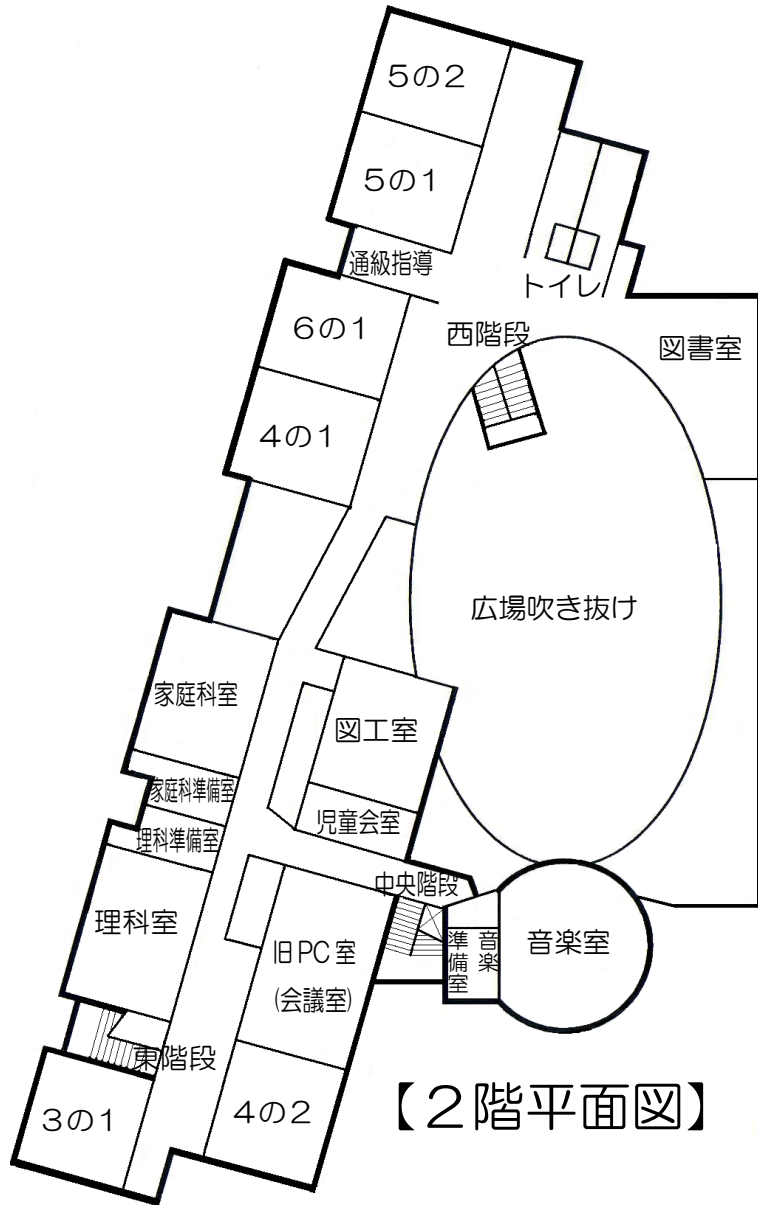 ５の２
５の１
通級指導
トイレ
６の１
西階段
図書室
４の１
広場吹き抜け
家庭科室
図工室
家庭科準備室
児童会室
理科準備室
中央階段
理科室
旧PC室
(会議室)
音楽
準備室
音楽室
東階段
３の１
４の２
【２階平面図】